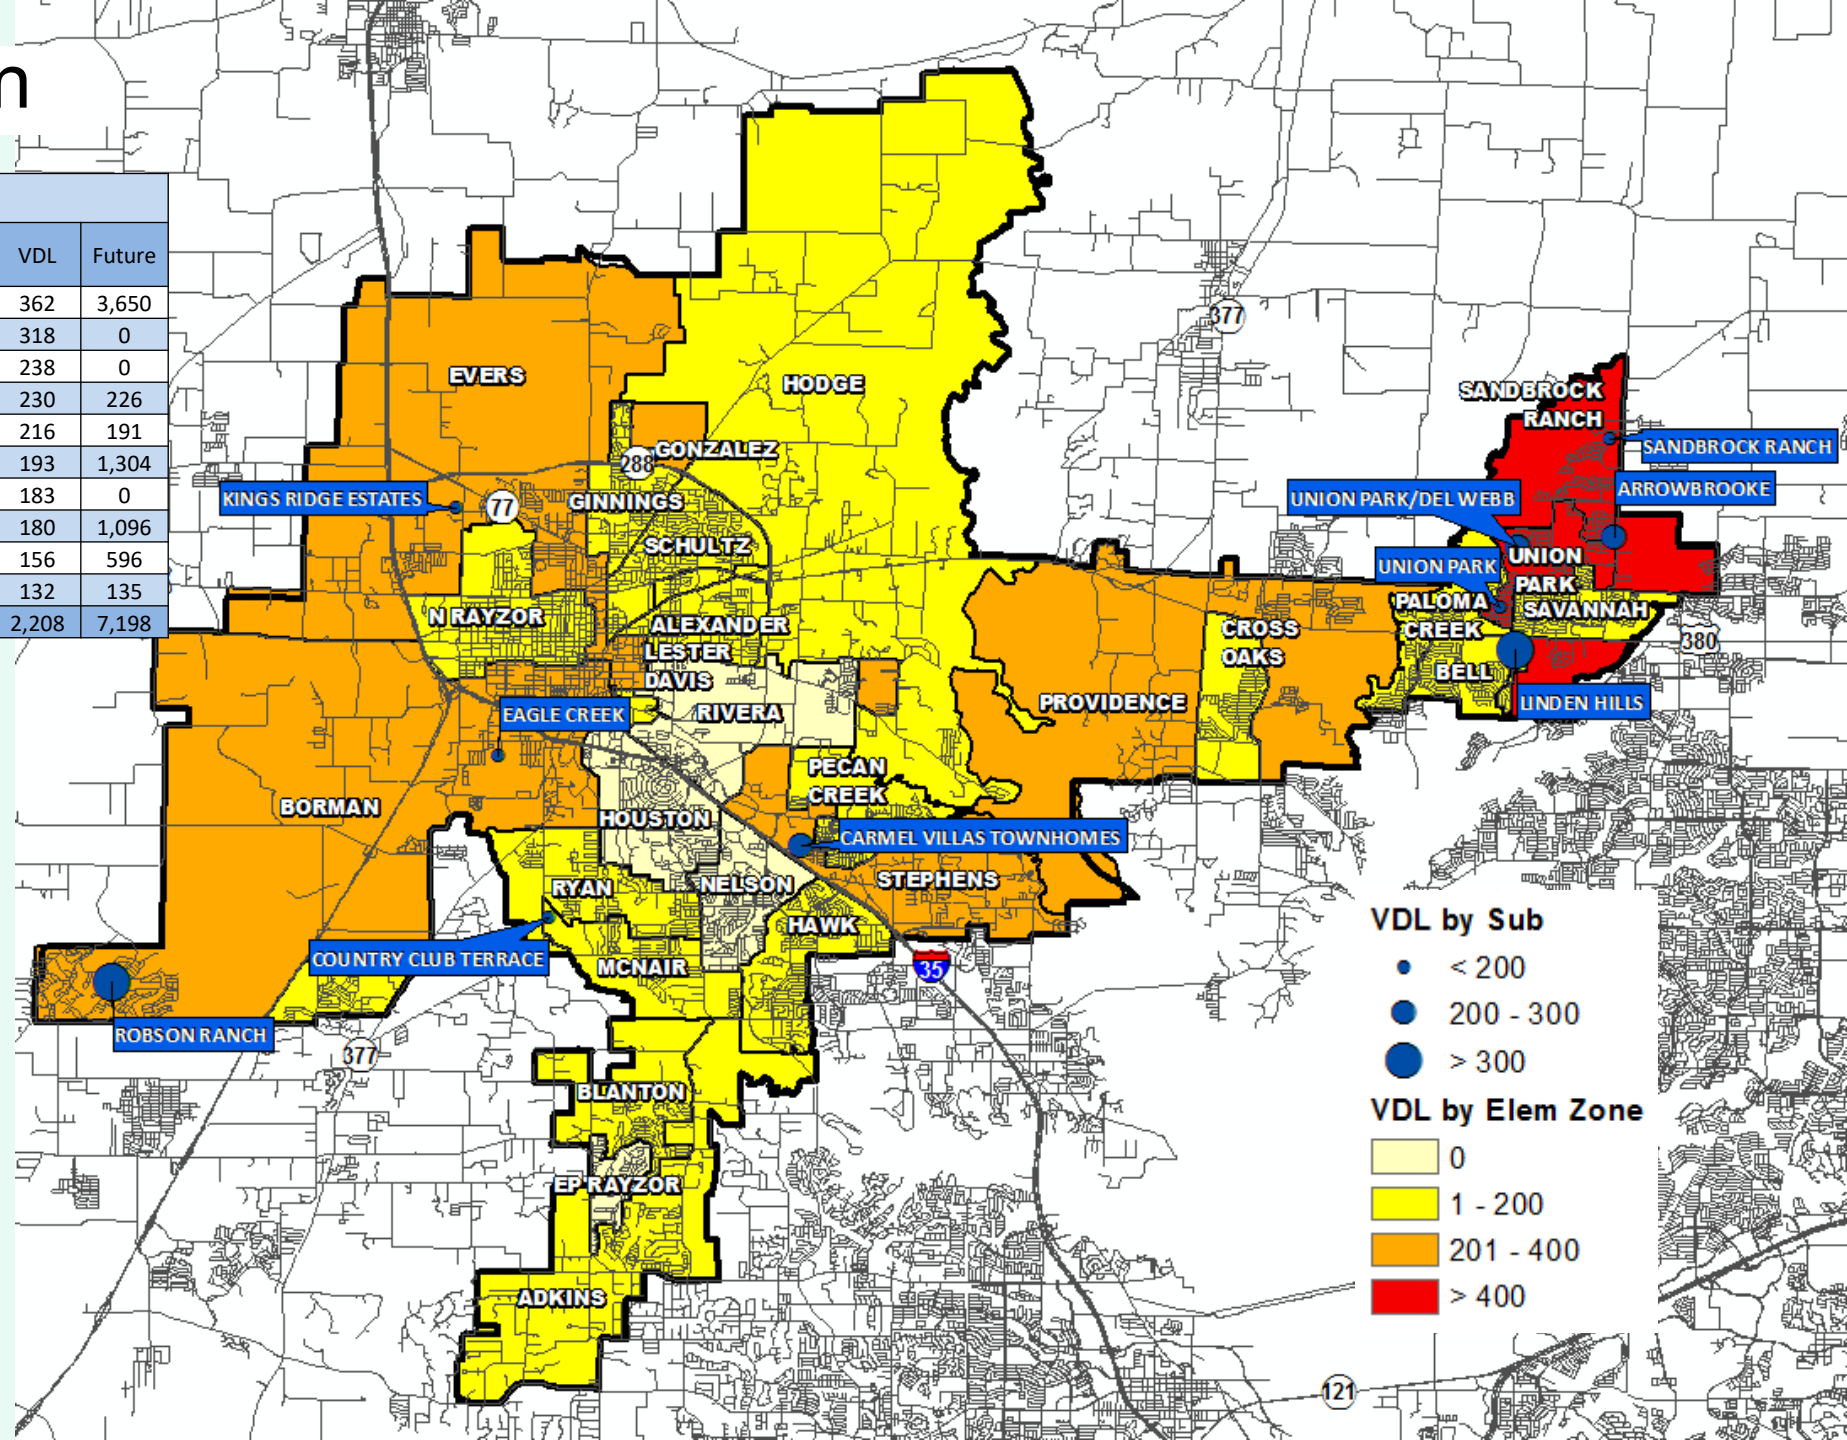 n
VDL Future
362 3,650
318 0
238 0
230 226
216 191
193 1,304
183 0
180 1,096
156 596
132 135
2,208 7,198
377
EVERS
HODGE
SANDBROCK
RANCH
SANDBROCK RANCH
GONZALEZ
288
ARROWBROOKE
KINGS RIDGE ESTATES
77
GINNINGS
UNION PARK/DEL WEBB
SCHULTZ
UNION
PARK
UNION PARK
PALOMA
CREEK
SAVANNAH
N RAYZOR
ALEXANDER
CROSS
OAKS
380
LESTER
DAVIS
BELL
EAGLE CREEK
RIVERA
PROVIDENCE
LINDEN HILLS
PECAN
CREEK
BORMAN
HOUSTON
CARMEL VILLAS TOWNHOMES
RYAN
NELSON
STEPHENS
HAWK
COUNTRY CLUB TERRACE
MCNAIR
35
ROBSON RANCH
377
BLANTON
EP RAYZOR
ADKINS
121
VDL by Sub
< 200
200 - 300
> 300
VDL by Elem Zone
0
1 - 200
201 - 400
> 400